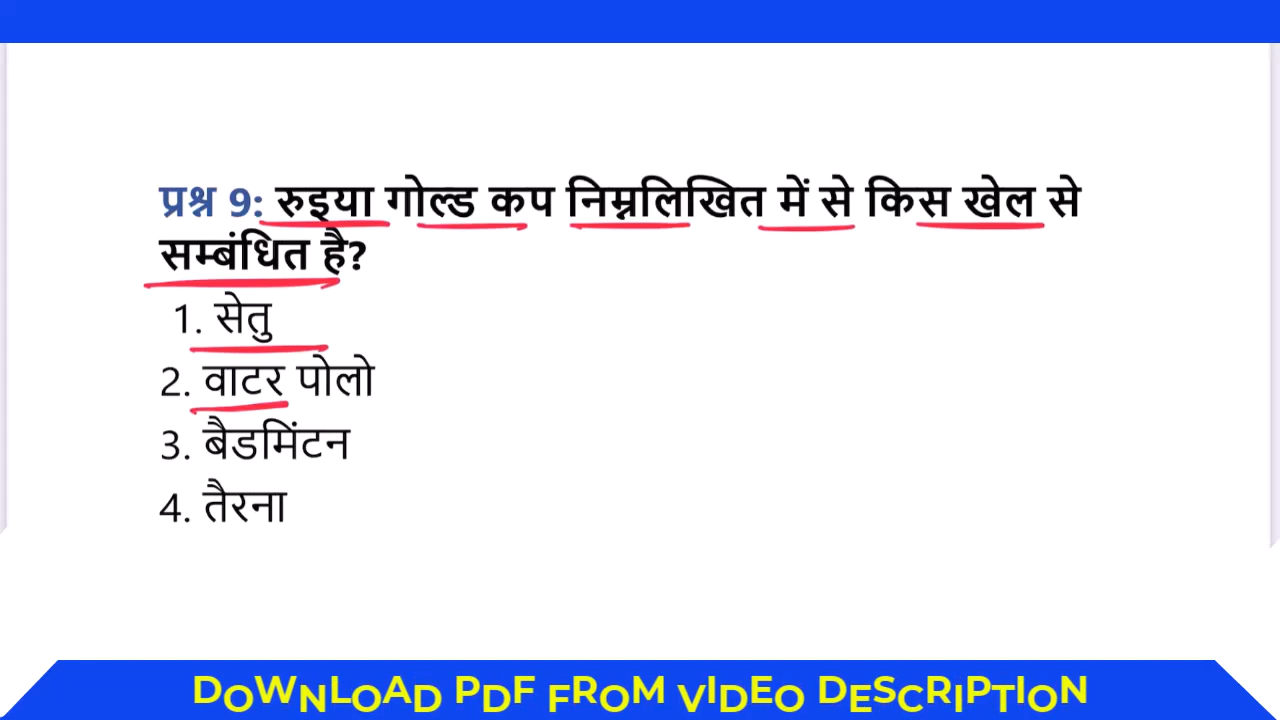 प्रश्न 9: रुइया गोल्ड कप निम्नलिखित में से किस खेल से
सम्बंधित है?
1. सेतु
2. वाटर पोलो
3. बैडमिंटन
4. तैरना
DOWNLOAD PDF FROM VIDEO DESCRIPTION